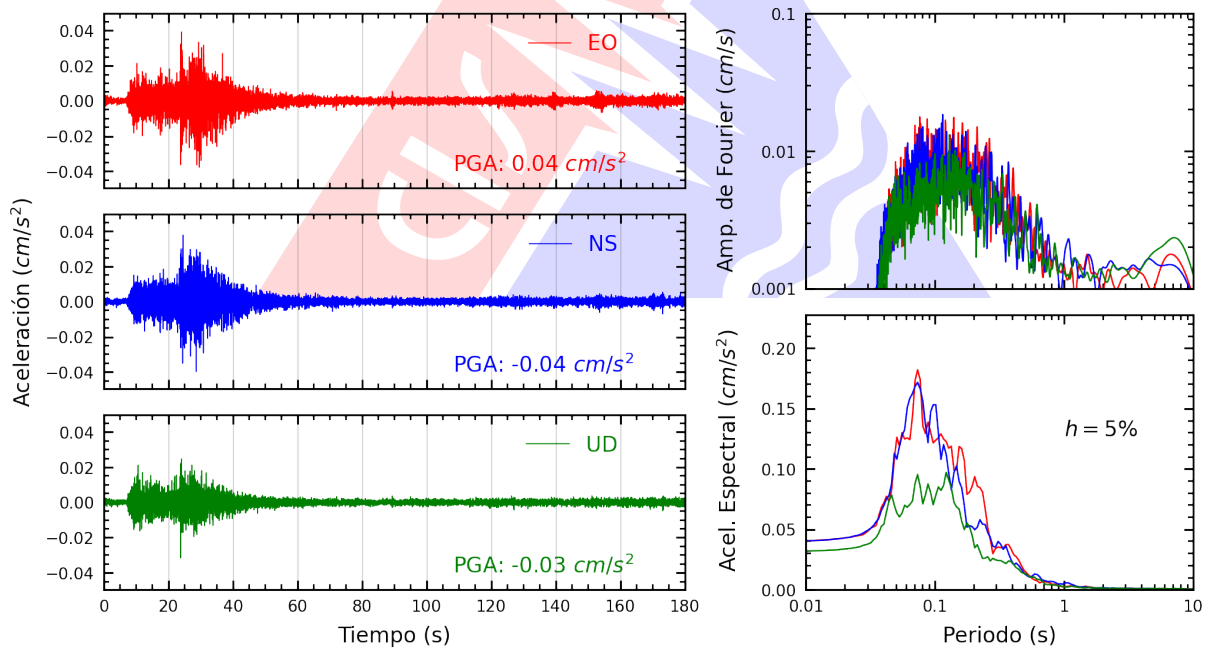 Aceleración (cm/s²)
0.04
0.02
0.00
−0.02
−0.04
EO
PGA: 0.04 cm/s²
0.04
0.02
0.00
−0.02
−0.04
NS
PGA: -0.04 cm/s²
0.04
0.02
0.00
−0.02
−0.04
UD
PGA: -0.03 cm/s²
0 20 40 60 80 100 120 140 160 180
Tiempo (s)
Amp. de Fourier (cm/s)
0.1
0.01
0.001
Acel. Espectral (cm/s²)
0.20
0.15
0.10
0.05
0.00
h = 5%
0.01 0.1 1 10
Periodo (s)